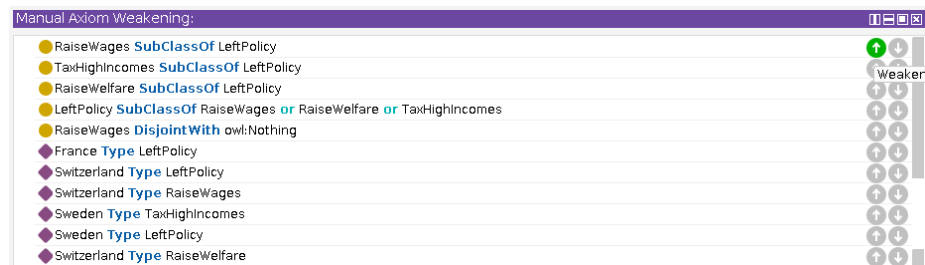 Manual Axiom Weakening:
RaiseWages SubClassOf LeftPolicy
TaxHighIncomes SubClassOf LeftPolicy
Weaken
RaiseWelfare SubClassOf LeftPolicy
LeftPolicy SubClassOf RaiseWages or RaiseWelfare or TaxHighIncomes
RaiseWages DisjointWith owl:Nothing
France Type LeftPolicy
Switzerland Type LeftPolicy
Switzerland Type RaiseWages
Sweden Type TaxHighIncomes
Sweden Type LeftPolicy
Switzerland Type RaiseWelfare